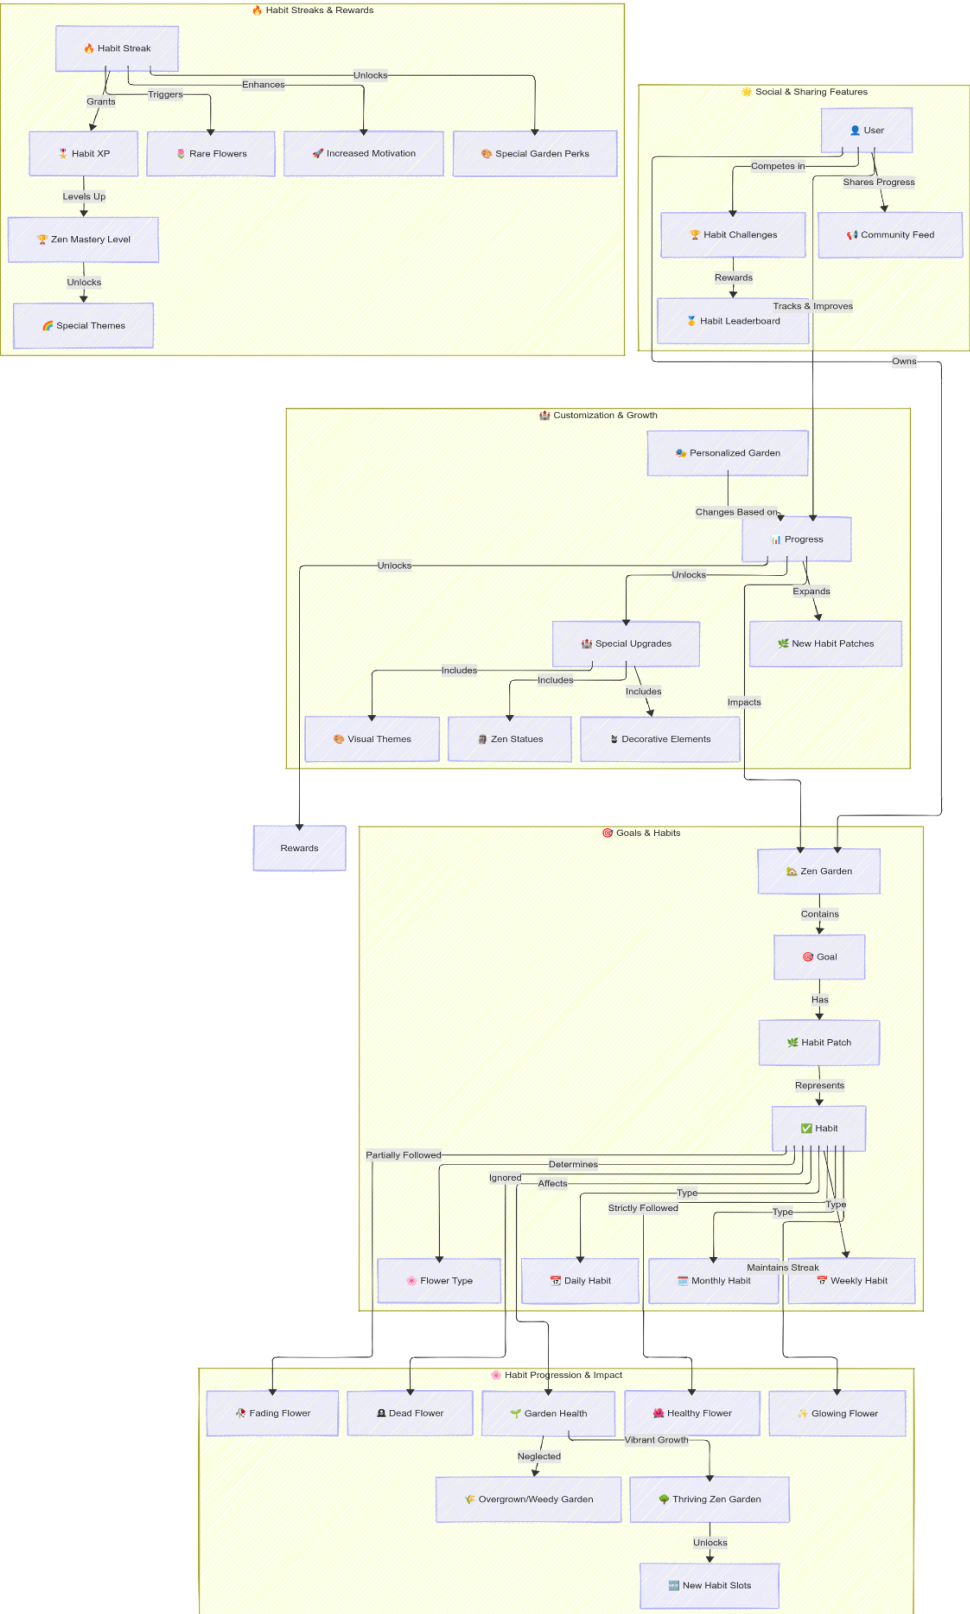 🔥 Habit Streaks & Rewards
🔥 Habit Streak
Unlocks
Enhances
Triggers
Grants
🎖️ Habit XP
🌷 Rare Flowers
🚀 Increased Motivation
🎨 Special Garden Perks
Levels Up
🏆 Zen Mastery Level
Unlocks
🌈 Special Themes
🌟 Social & Sharing Features
👤 User
Competes in
Shares Progress
🏆 Habit Challenges
📢 Community Feed
Rewards
Tracks & Improves
🥇 Habit Leaderboard
Owns
🏰 Customization & Growth
🎭 Personalized Garden
Changes Based on
📊 Progress
Unlocks
Unlocks
Expands
🏰 Special Upgrades
🌿 New Habit Patches
Includes
Includes
Includes
Impacts
🎨 Visual Themes
🗿 Zen Statues
🪴 Decorative Elements
Rewards
🎯 Goals & Habits
🏡 Zen Garden
Contains
🎯 Goal
Has
🌿 Habit Patch
Represents
✅ Habit
Partially Followed
Determines
Ignored
Affects
Type
Strictly Followed
Type
Type
Maintains Streak
🌸 Flower Type
📆 Daily Habit
🗓️ Monthly Habit
📅 Weekly Habit
🌸 Habit Progression & Impact
🥀 Fading Flower
🪦 Dead Flower
🌱 Garden Health
🌺 Healthy Flower
✨ Glowing Flower
Vibrant Growth
Neglected
🌾 Overgrown/Weedy Garden
🌳 Thriving Zen Garden
Unlocks
🆕 New Habit Slots